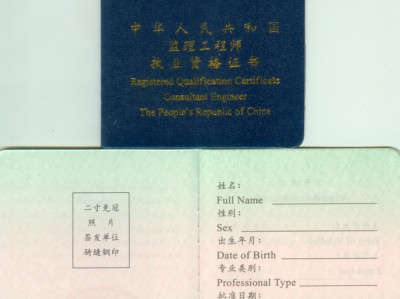 中华人民共和国
监理工程师
执业资格证书
Registered Qualification Certificate
Consultant Engineer
The People's Republic of China
二寸免冠
照 片
签发单位
骑缝钢印
姓名:
Full Name
性别:
Sex
出生年月:
Date of Birth
专业类别:
Professional Type
批准日期: